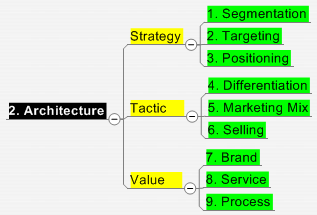 2. Architecture
Strategy
1. Segmentation
2. Targeting
3. Positioning
Tactic
4. Differentiation
5. Marketing Mix
6. Selling
Value
7. Brand
8. Service
9. Process